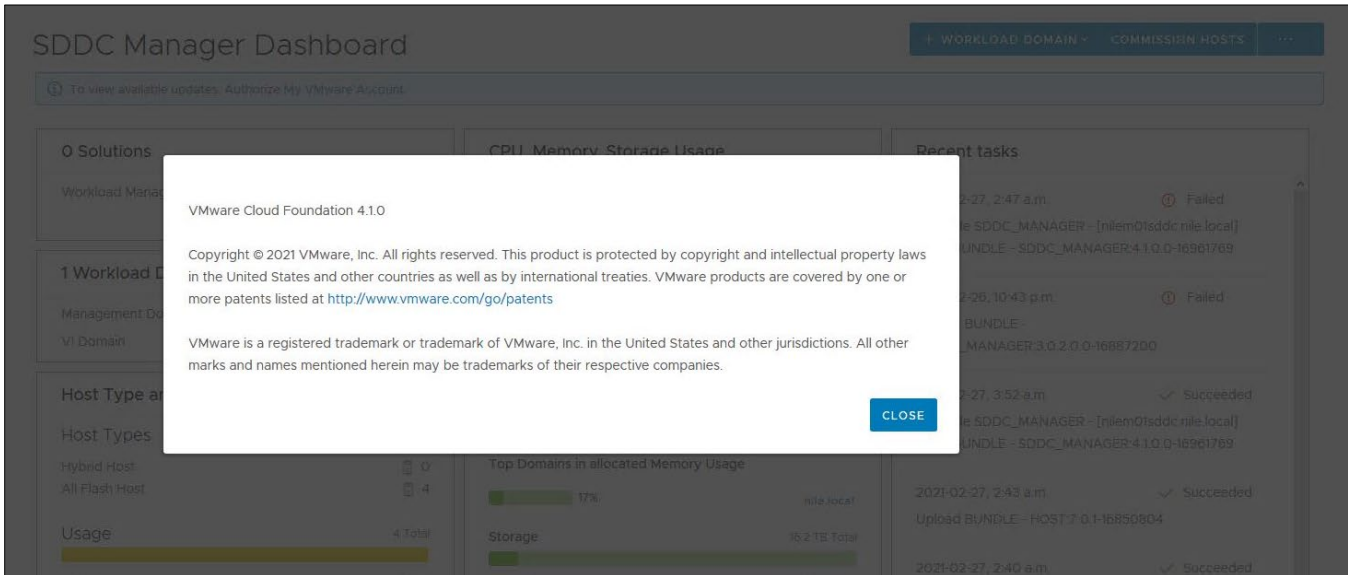 SDDC Manager Dashboard
+ WORKLOAD DOMAIN
COMMISSION HOSTS
...
To view available updates, Authorize My VMware Account.
0 Solutions
CPU, Memory, Storage Usage
Recent tasks
Workload Manag
VMware Cloud Foundation 4.1.0
Copyright © 2021 VMware, Inc. All rights reserved. This product is protected by copyright and intellectual property laws
in the United States and other countries as well as by international treaties. VMware products are covered by one or
more patents listed at http://www.vmware.com/go/patents
VMware is a registered trademark or trademark of VMware, Inc. in the United States and other jurisdictions. All other
marks and names mentioned herein may be trademarks of their respective companies.
CLOSE
1 Workload D
Management Do
VI Domain
Host Type an
Host Types
Hybrid Host 0
All Flash Host 4
Usage 4 Total
Top Domains in allocated Memory Usage
17% nile.local
Storage 16.2 TB Total
2-27, 2:47 a.m. Failed
le SDDC_MANAGER - [nilem01sddc.nile.local]
UNDLE - SDDC_MANAGER:4.1.0.0-16961769
2-26, 10:43 p.m. Failed
BUNDLE -
_MANAGER:3.0.2.0.0-16887200
2-27, 3:52 a.m. Succeeded
le SDDC_MANAGER - [nilem01sddc.nile.local]
UNDLE - SDDC_MANAGER:4.1.0.0-16961769
2021-02-27, 2:43 a.m. Succeeded
Upload BUNDLE - HOST:7.0.1-16850804
2021-02-27, 2:40 a.m. Succeeded